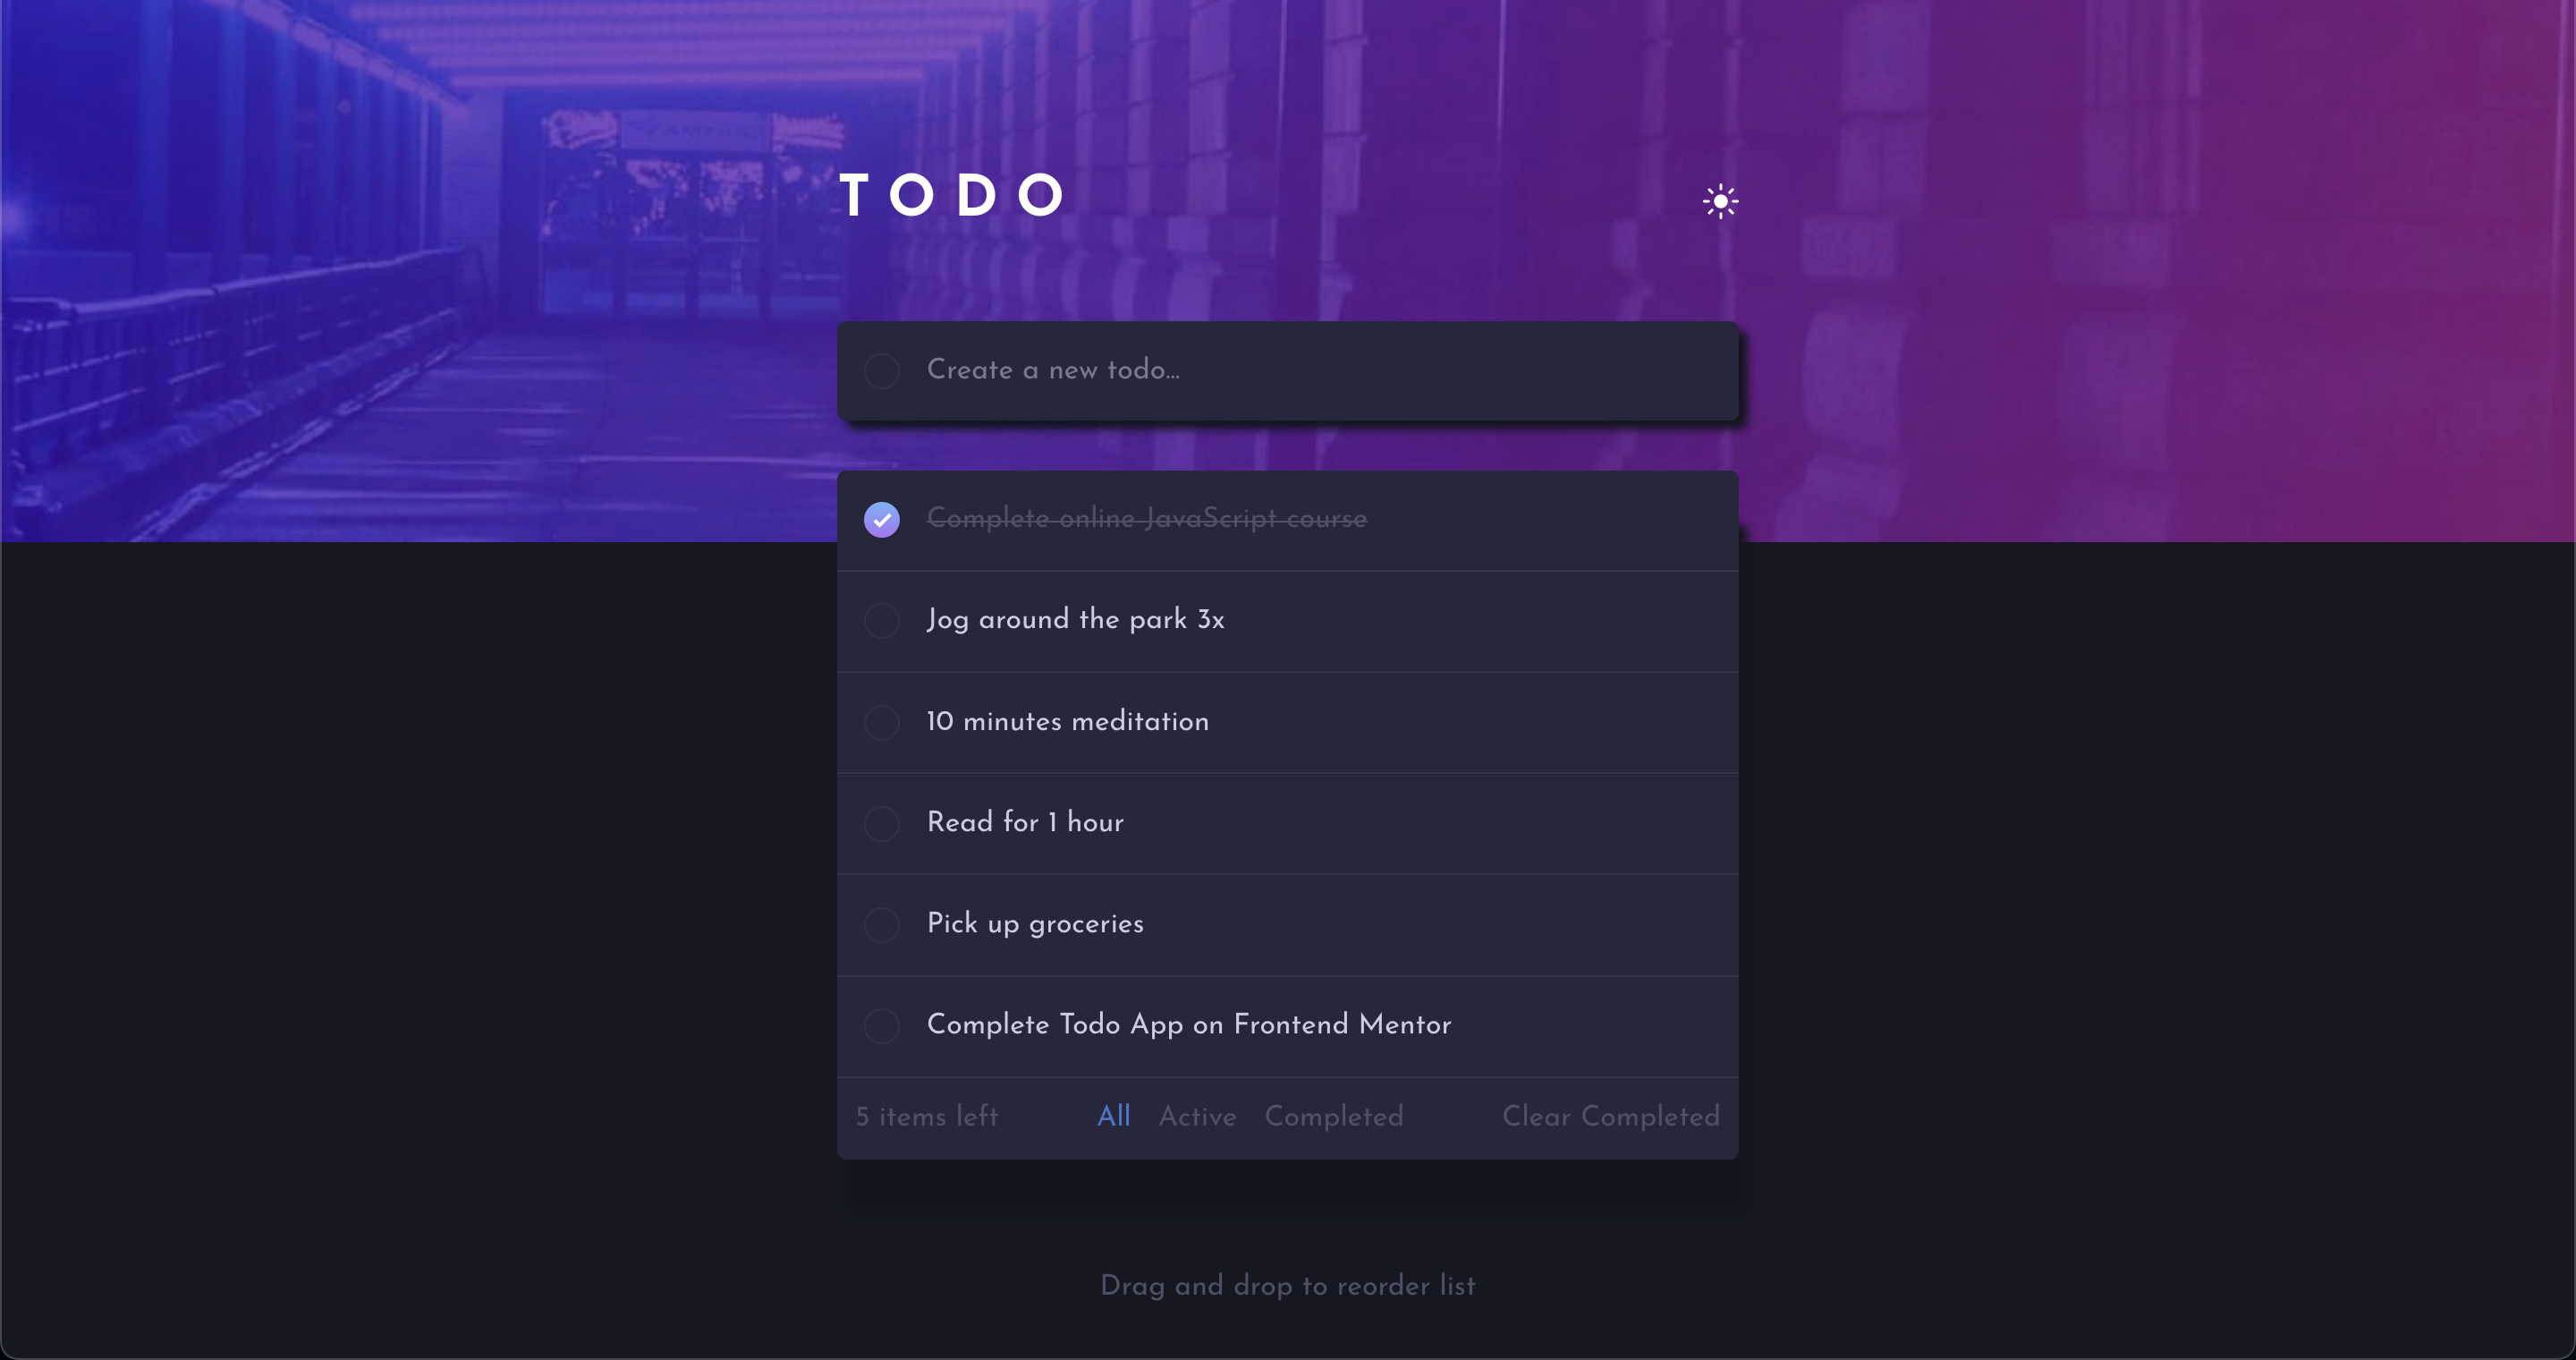 TODO
Create a new todo...
Complete online JavaScript course
Jog around the park 3x
10 minutes meditation
Read for 1 hour
Pick up groceries
Complete Todo App on Frontend Mentor
5 items left All Active Completed Clear Completed
Drag and drop to reorder list